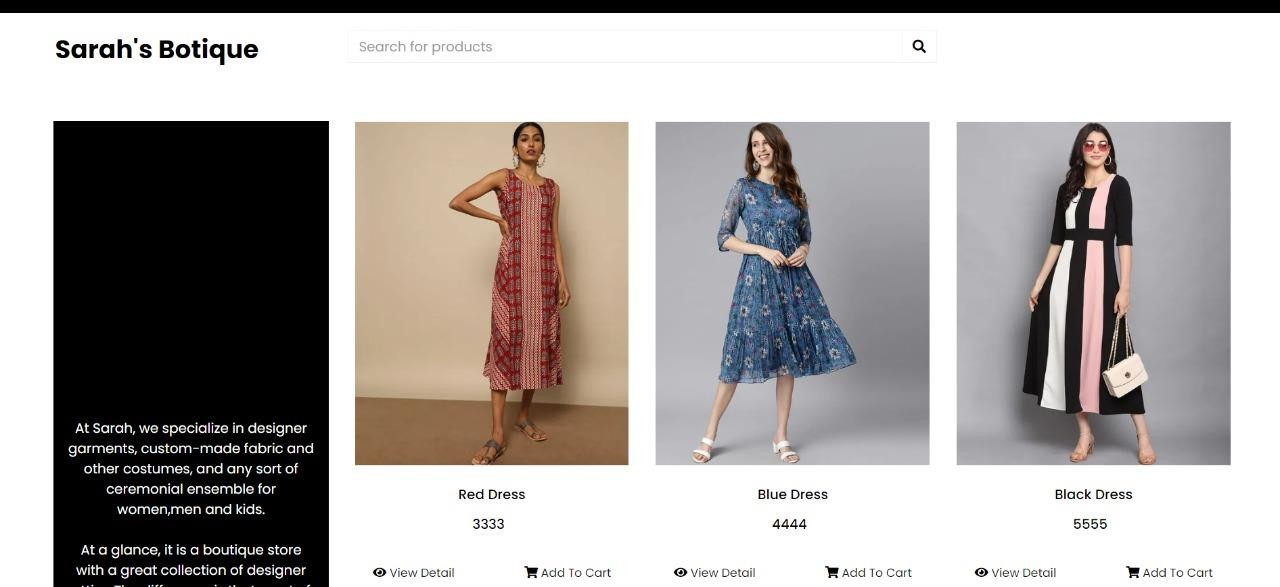 Sarah's Botique
Search for products
At Sarah, we specialize in designer
garments, custom-made fabric and
other costumes, and any sort of
ceremonial ensemble for
women,men and kids.
At a glance, it is a boutique store
with a great collection of designer
Red Dress
3333
View Detail
Add To Cart
Blue Dress
4444
View Detail
Add To Cart
Black Dress
5555
View Detail
Add To Cart